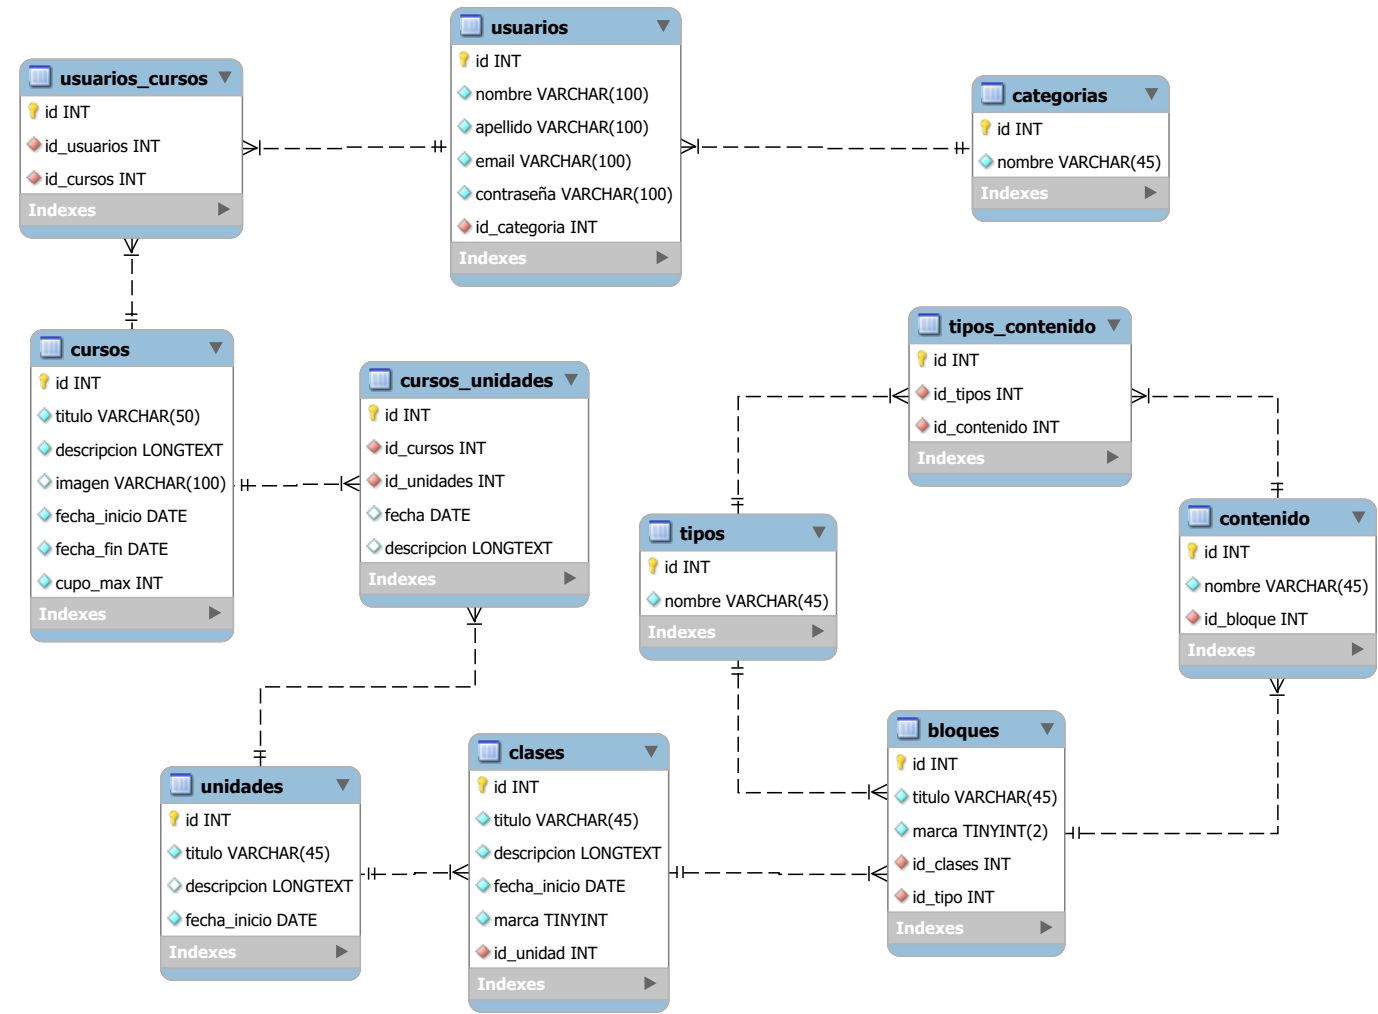 usuarios
id INT
nombre VARCHAR(100)
apellido VARCHAR(100)
email VARCHAR(100)
contraseña VARCHAR(100)
id_categoria INT
Indexes
usuarios_cursos
id INT
id_usuarios INT
id_cursos INT
Indexes
categorias
id INT
nombre VARCHAR(45)
Indexes
cursos
id INT
titulo VARCHAR(50)
descripcion LONGTEXT
imagen VARCHAR(100)
fecha_inicio DATE
fecha_fin DATE
cupo_max INT
Indexes
cursos_unidades
id INT
id_cursos INT
id_unidades INT
fecha DATE
descripcion LONGTEXT
Indexes
tipos_contenido
id INT
id_tipos INT
id_contenido INT
Indexes
tipos
id INT
nombre VARCHAR(45)
Indexes
contenido
id INT
nombre VARCHAR(45)
id_bloque INT
Indexes
unidades
id INT
titulo VARCHAR(45)
descripcion LONGTEXT
fecha_inicio DATE
Indexes
clases
id INT
titulo VARCHAR(45)
descripcion LONGTEXT
fecha_inicio DATE
marca TINYINT
id_unidad INT
Indexes
bloques
id INT
titulo VARCHAR(45)
marca TINYINT(2)
id_clases INT
id_tipo INT
Indexes